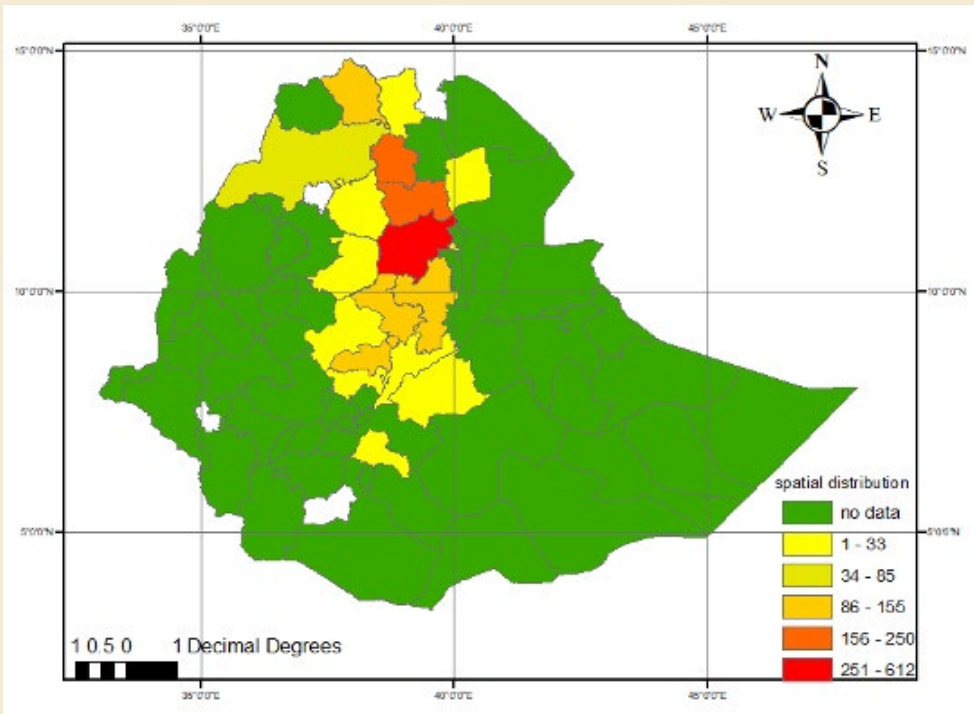 35°0'0"E 40°0'0"E 45°0'0"E
15°0'0"N 15°0'0"N
N
W E
S
10°0'0"N 10°0'0"N
spatial distribution
no data
5°0'0"N 5°0'0"N
1 - 33
34 - 85
86 - 155
156 - 250
251 - 612
1 0.5 0 1 Decimal Degrees
35°0'0"E 40°0'0"E 45°0'0"E